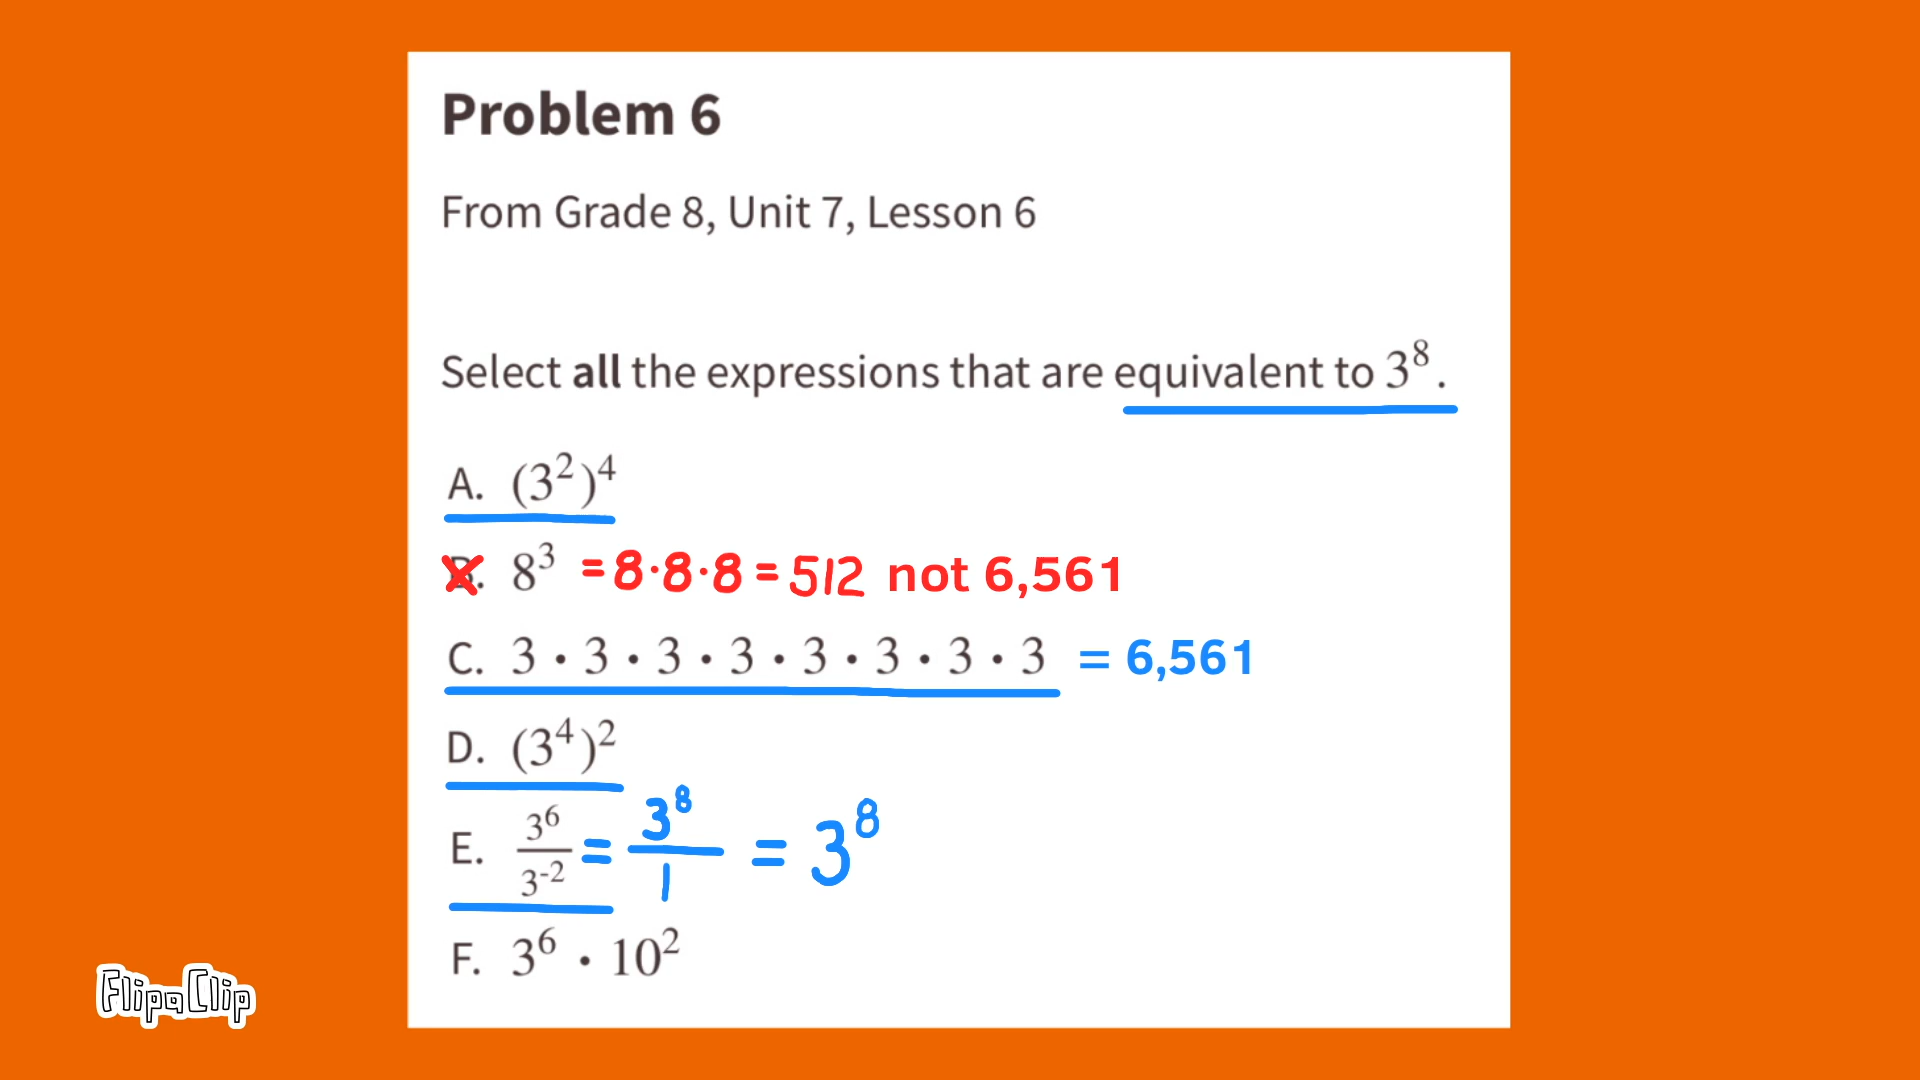 Problem 6
From Grade 8, Unit 7, Lesson 6
Select all the expressions that are equivalent to 3⁸.
A. (3²)⁴
B. 8³ = 8·8·8 = 512 not 6,561
C. 3 · 3 · 3 · 3 · 3 · 3 · 3 · 3 = 6,561
D. (3⁴)²
E. 3⁶/3⁻² = 3⁸/1 = 3⁸
F. 3⁶ · 10²
FlipaClip